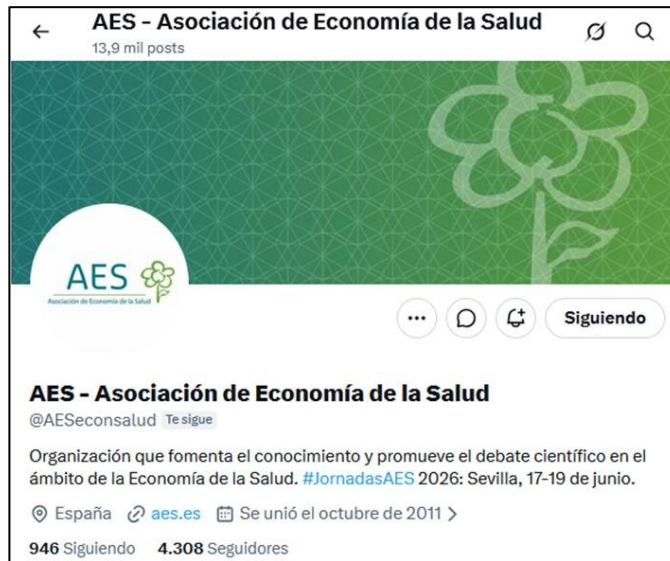 AES - Asociación de Economía de la Salud
13,9 mil posts
AES
Asociación de Economía de la Salud
Siguiendo
AES - Asociación de Economía de la Salud
@AESeconsalud Te sigue
Organización que fomenta el conocimiento y promueve el debate científico en el
ámbito de la Economía de la Salud. #JornadasAES 2026: Sevilla, 17-19 de junio.
España aes.es Se unió el octubre de 2011
946 Siguiendo 4.308 Seguidores